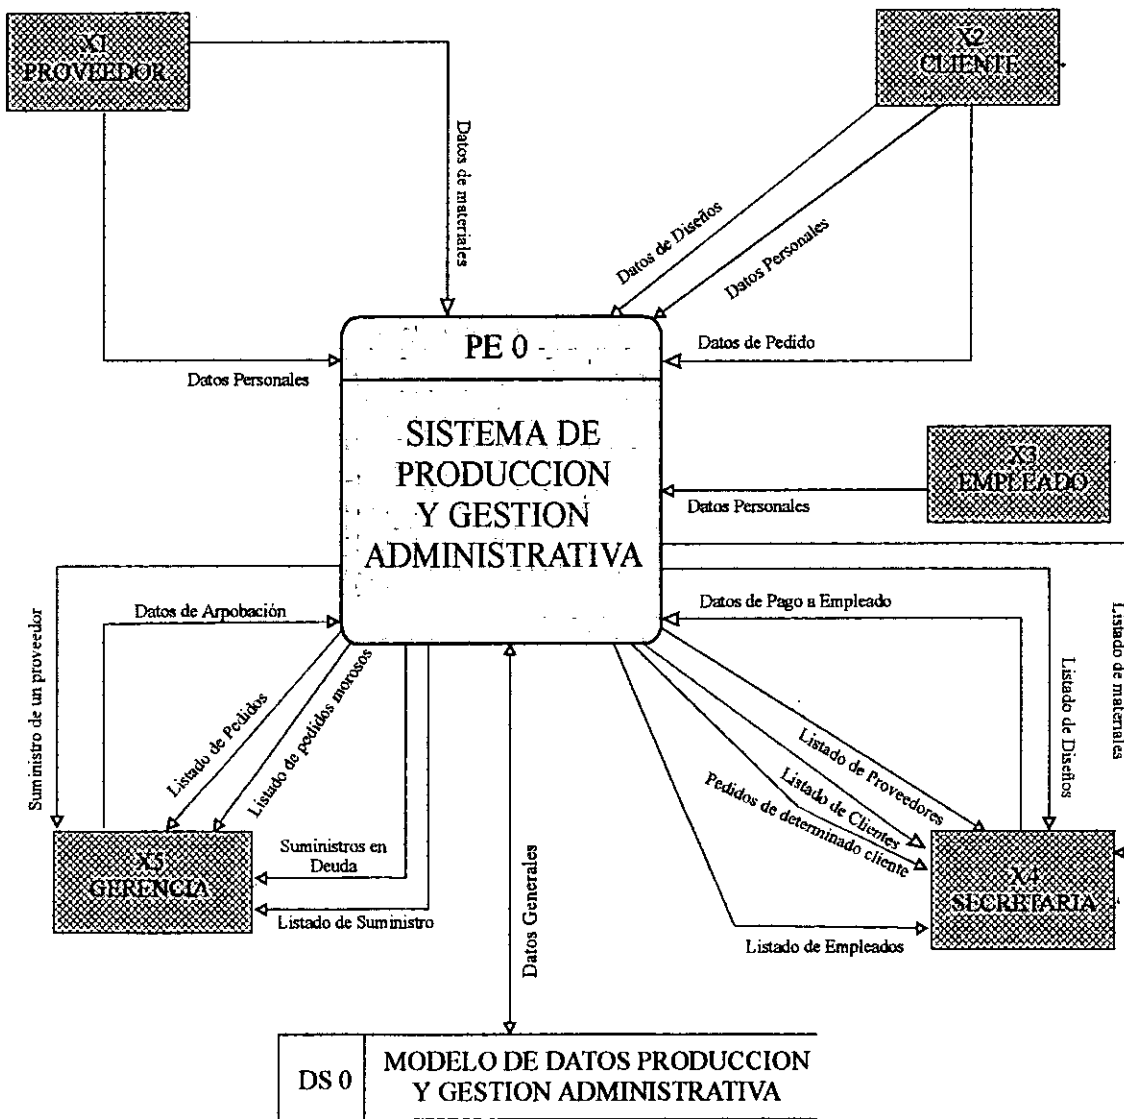 X1
PROVEEDOR
X2
CLIENTE
Datos de materiales
Datos de Diseños
Datos Personales
PE 0
Datos de Pedido
Datos Personales
SISTEMA DE
PRODUCCION
Y GESTION
ADMINISTRATIVA
X3
EMPLEADO
Datos Personales
Suministro de un proveedor
Datos de Arpobación
Datos de Pago a Empleado
Listado de Diseños
Listado de materiales
Listado de Pedidos
Listado de pedidos morosos
Listado de Proveedores
Listado de Clientes
Pedidos de determinado cliente
X5
GERENCIA
Suministros en
Deuda
Listado de Suministro
Datos Generales
X4
SECRETARIA
Listado de Empleados
DS 0
MODELO DE DATOS PRODUCCION
Y GESTION ADMINISTRATIVA